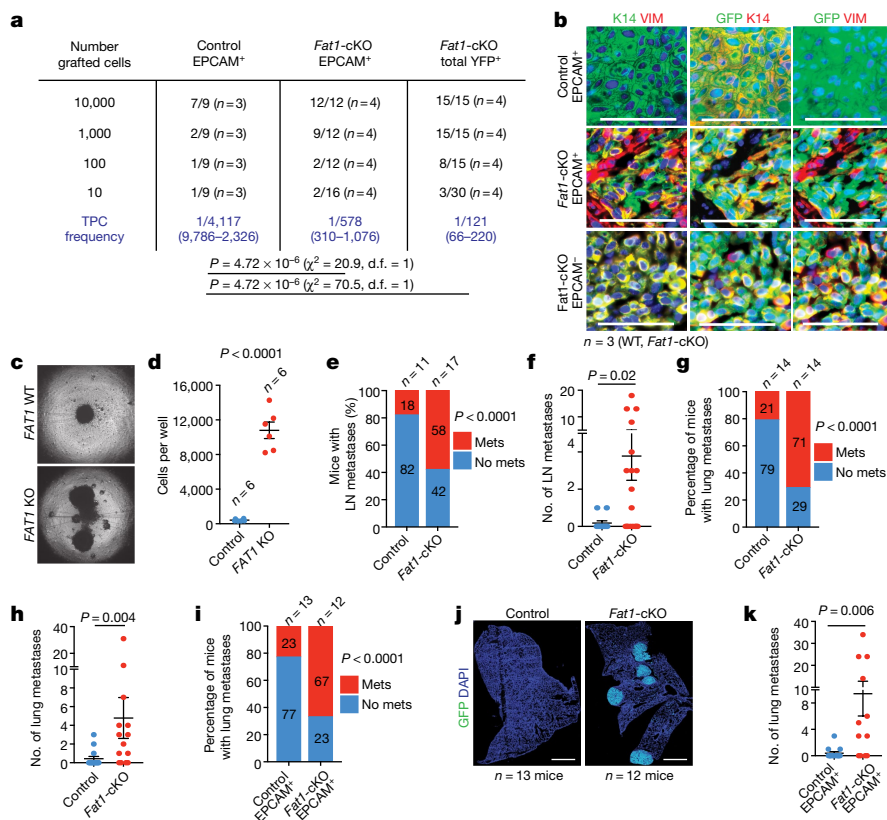 a
Number grafted cells
Control EPCAM+
Fat1-cKO EPCAM+
Fat1-cKO total YFP+
10,000 7/9 (n = 3) 12/12 (n = 4) 15/15 (n = 4)
1,000 2/9 (n = 3) 9/12 (n = 4) 15/15 (n = 4)
100 1/9 (n = 3) 2/12 (n = 4) 8/15 (n = 4)
10 1/9 (n = 3) 2/16 (n = 4) 3/30 (n = 4)
TPC 1/4,117 1/578 1/121
frequency (9,786–2,326) (310–1,076) (66–220)
P = 4.72 × 10⁻⁶ (χ² = 20.9, d.f. = 1)
P = 4.72 × 10⁻⁶ (χ² = 70.5, d.f. = 1)
b
K14 VIM GFP K14 GFP VIM
Control EPCAM+
Fat1-cKO EPCAM+
Fat1-cKO EPCAM−
n = 3 (WT, Fat1-cKO)
c
FAT1 WT
FAT1 KO
d
P < 0.0001
n = 6
n = 6
Cells per well
16,000
12,000
8,000
4,000
0
Control
FAT1 KO
e
n = 11
n = 17
Mice with LN metastases (%)
100
80
60
40
20
0
18
82
58
42
P < 0.0001
Mets
No mets
Control
Fat1-cKO
f
P = 0.02
No. of LN metastases
20
10
4
2
0
Control
Fat1-cKO
g
n = 14
n = 14
Percentage of mice with lung metastases
100
80
60
40
20
0
21
79
71
29
P < 0.0001
Mets
No mets
Control
Fat1-cKO
h
P = 0.004
No. of lung metastases
40
20
10
8
6
4
2
0
Control
Fat1-cKO
i
n = 13
n = 12
Percentage of mice with lung metastases
100
80
60
40
20
0
23
77
67
23
P < 0.0001
Mets
No mets
Control EPCAM+
Fat1-cKO EPCAM+
j
Control
Fat1-cKO
GFP DAPI
n = 13 mice
n = 12 mice
k
P = 0.006
No. of lung metastases
40
30
20
10
8
4
0
Control EPCAM+
Fat1-cKO EPCAM+